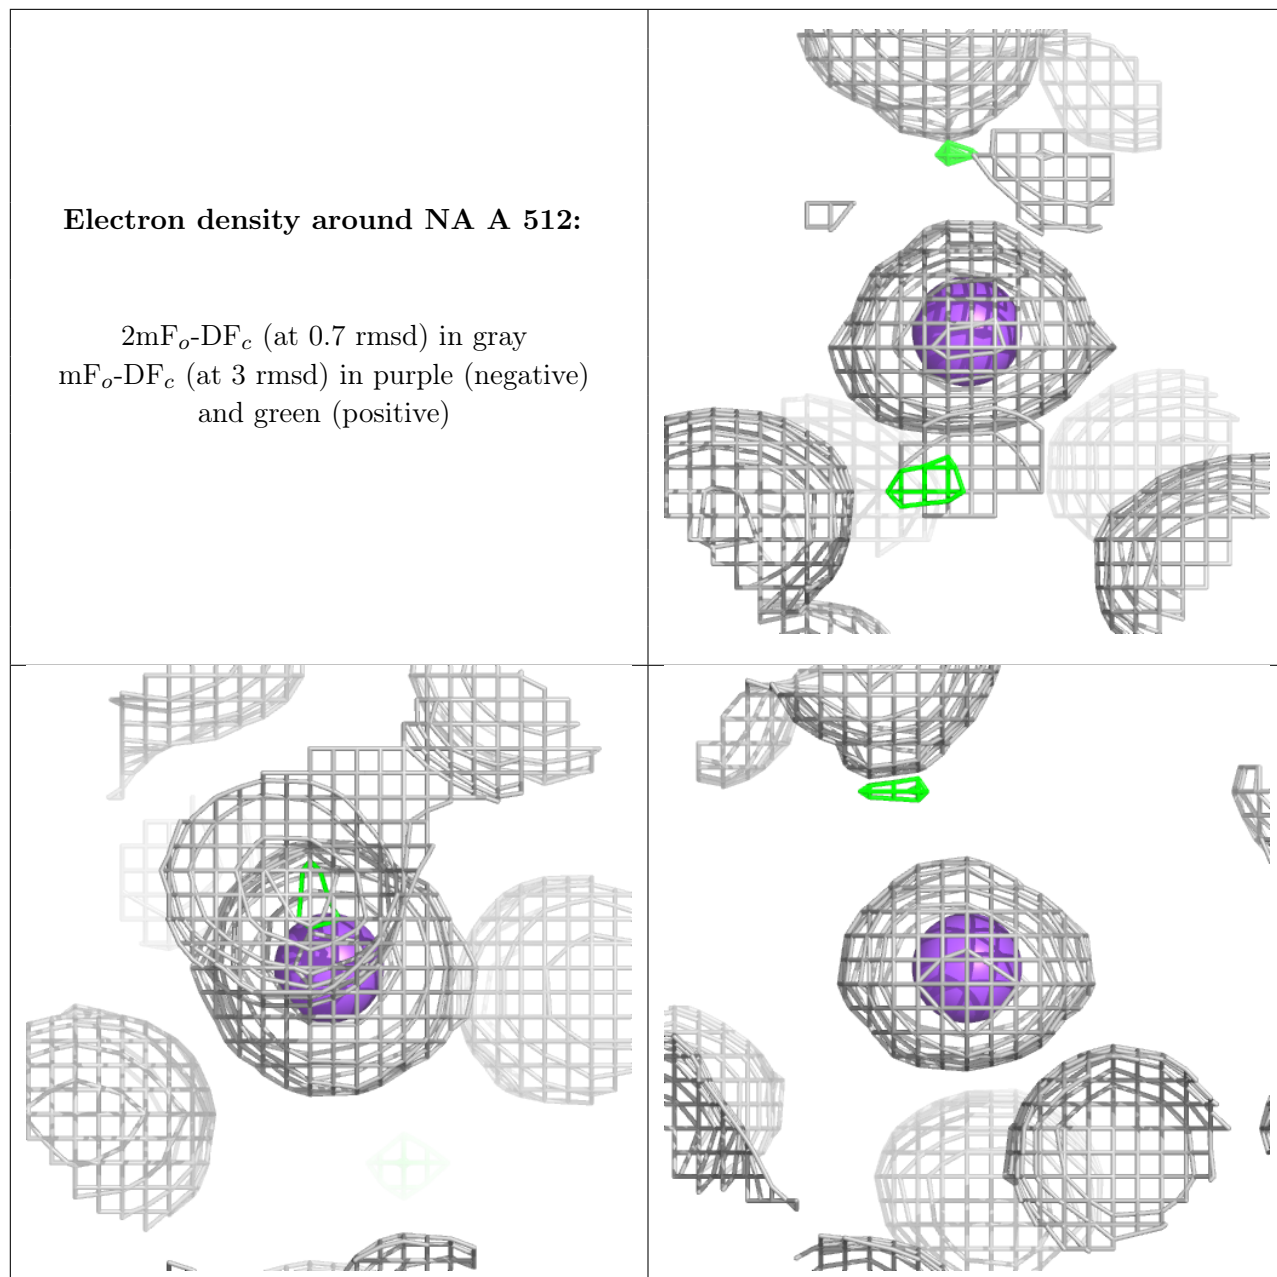 Electron density around NA A 512:
2mFo-DFc (at 0.7 rmsd) in gray
mFo-DFc (at 3 rmsd) in purple (negative)
and green (positive)